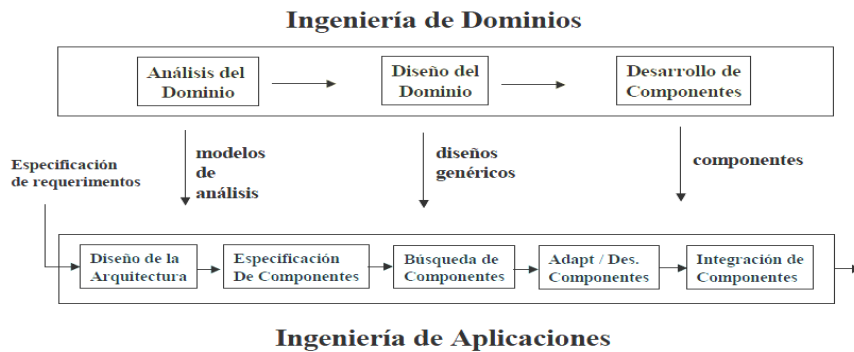 Ingeniería de Dominios
Análisis del
Dominio
Diseño del
Dominio
Desarrollo de
Componentes
Especificación
de requerimentos
modelos
de
análisis
diseños
genéricos
componentes
Diseño de la
Arquitectura
Especificación
De Componentes
Búsqueda de
Componentes
Adapt / Des.
Componentes
Integración de
Componentes
Ingeniería de Aplicaciones